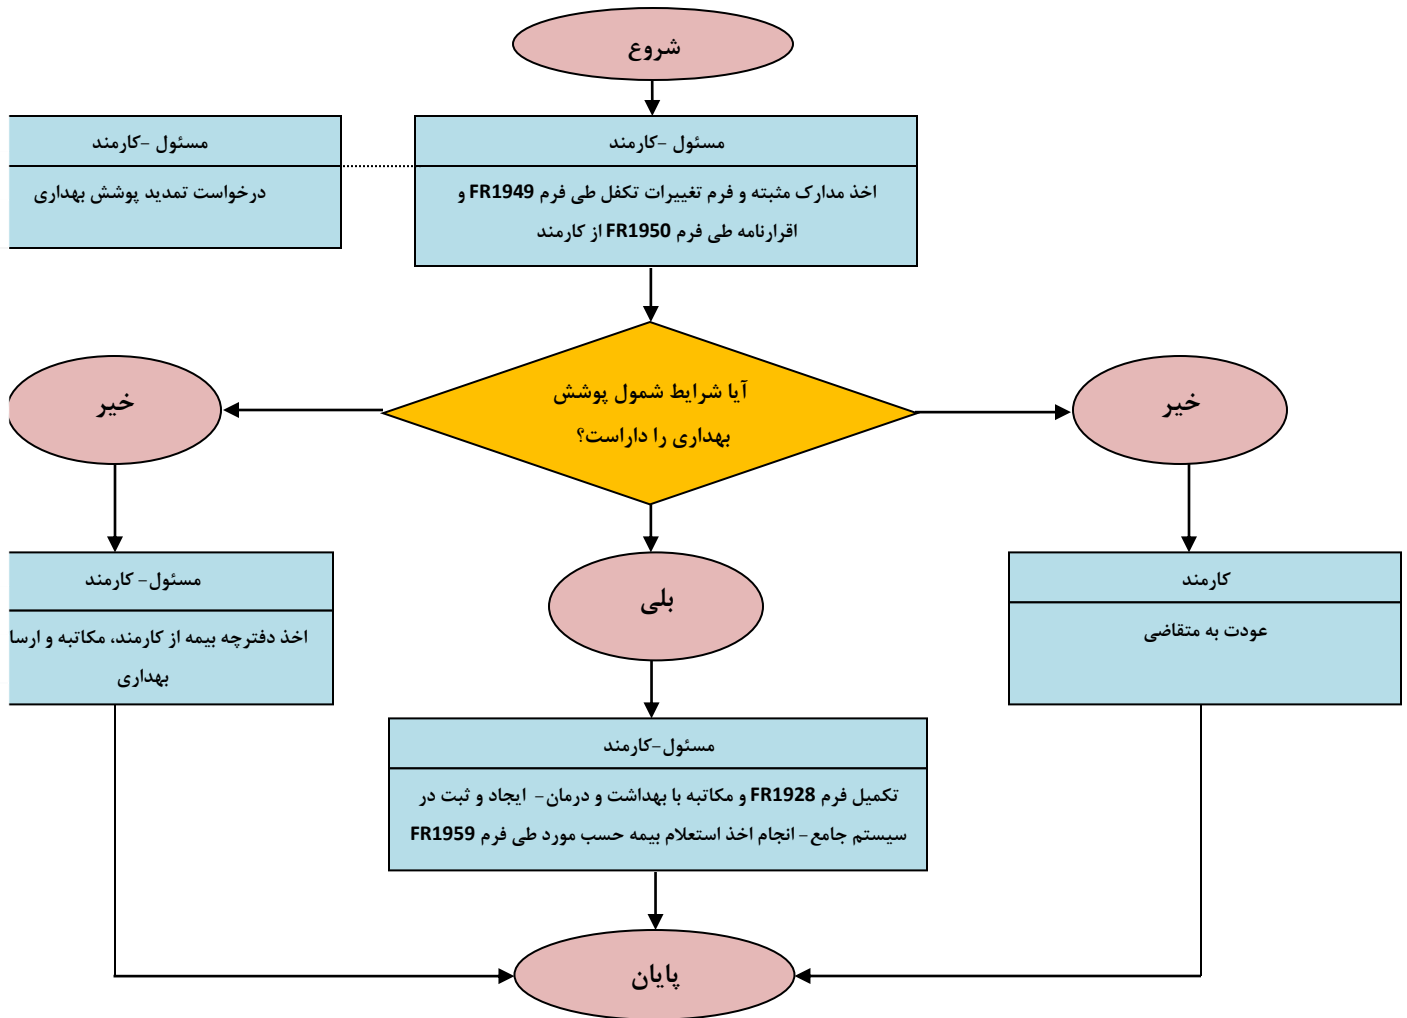 شروع
مسئول –کارمند
اخذ مدارک مثبته و فرم تغییرات تکفل طی فرم FR1949 و
اقرارنامه طی فرم FR1950 از کارمند
مسئول –کارمند
درخواست تمدید پوشش بهداری
آیا شرایط شمول پوشش
بهداری را داراست؟
خیر
خیر
کارمند
عودت به متقاضی
بلی
مسئول– کارمند
اخذ دفترچه بیمه از کارمند، مکاتبه و ارسا
بهداری
مسئول–کارمند
تکمیل فرم FR1928 و مکاتبه با بهداشت و درمان– ایجاد و ثبت در
سیستم جامع– انجام اخذ استعلام بیمه حسب مورد طی فرم FR1959
پایان